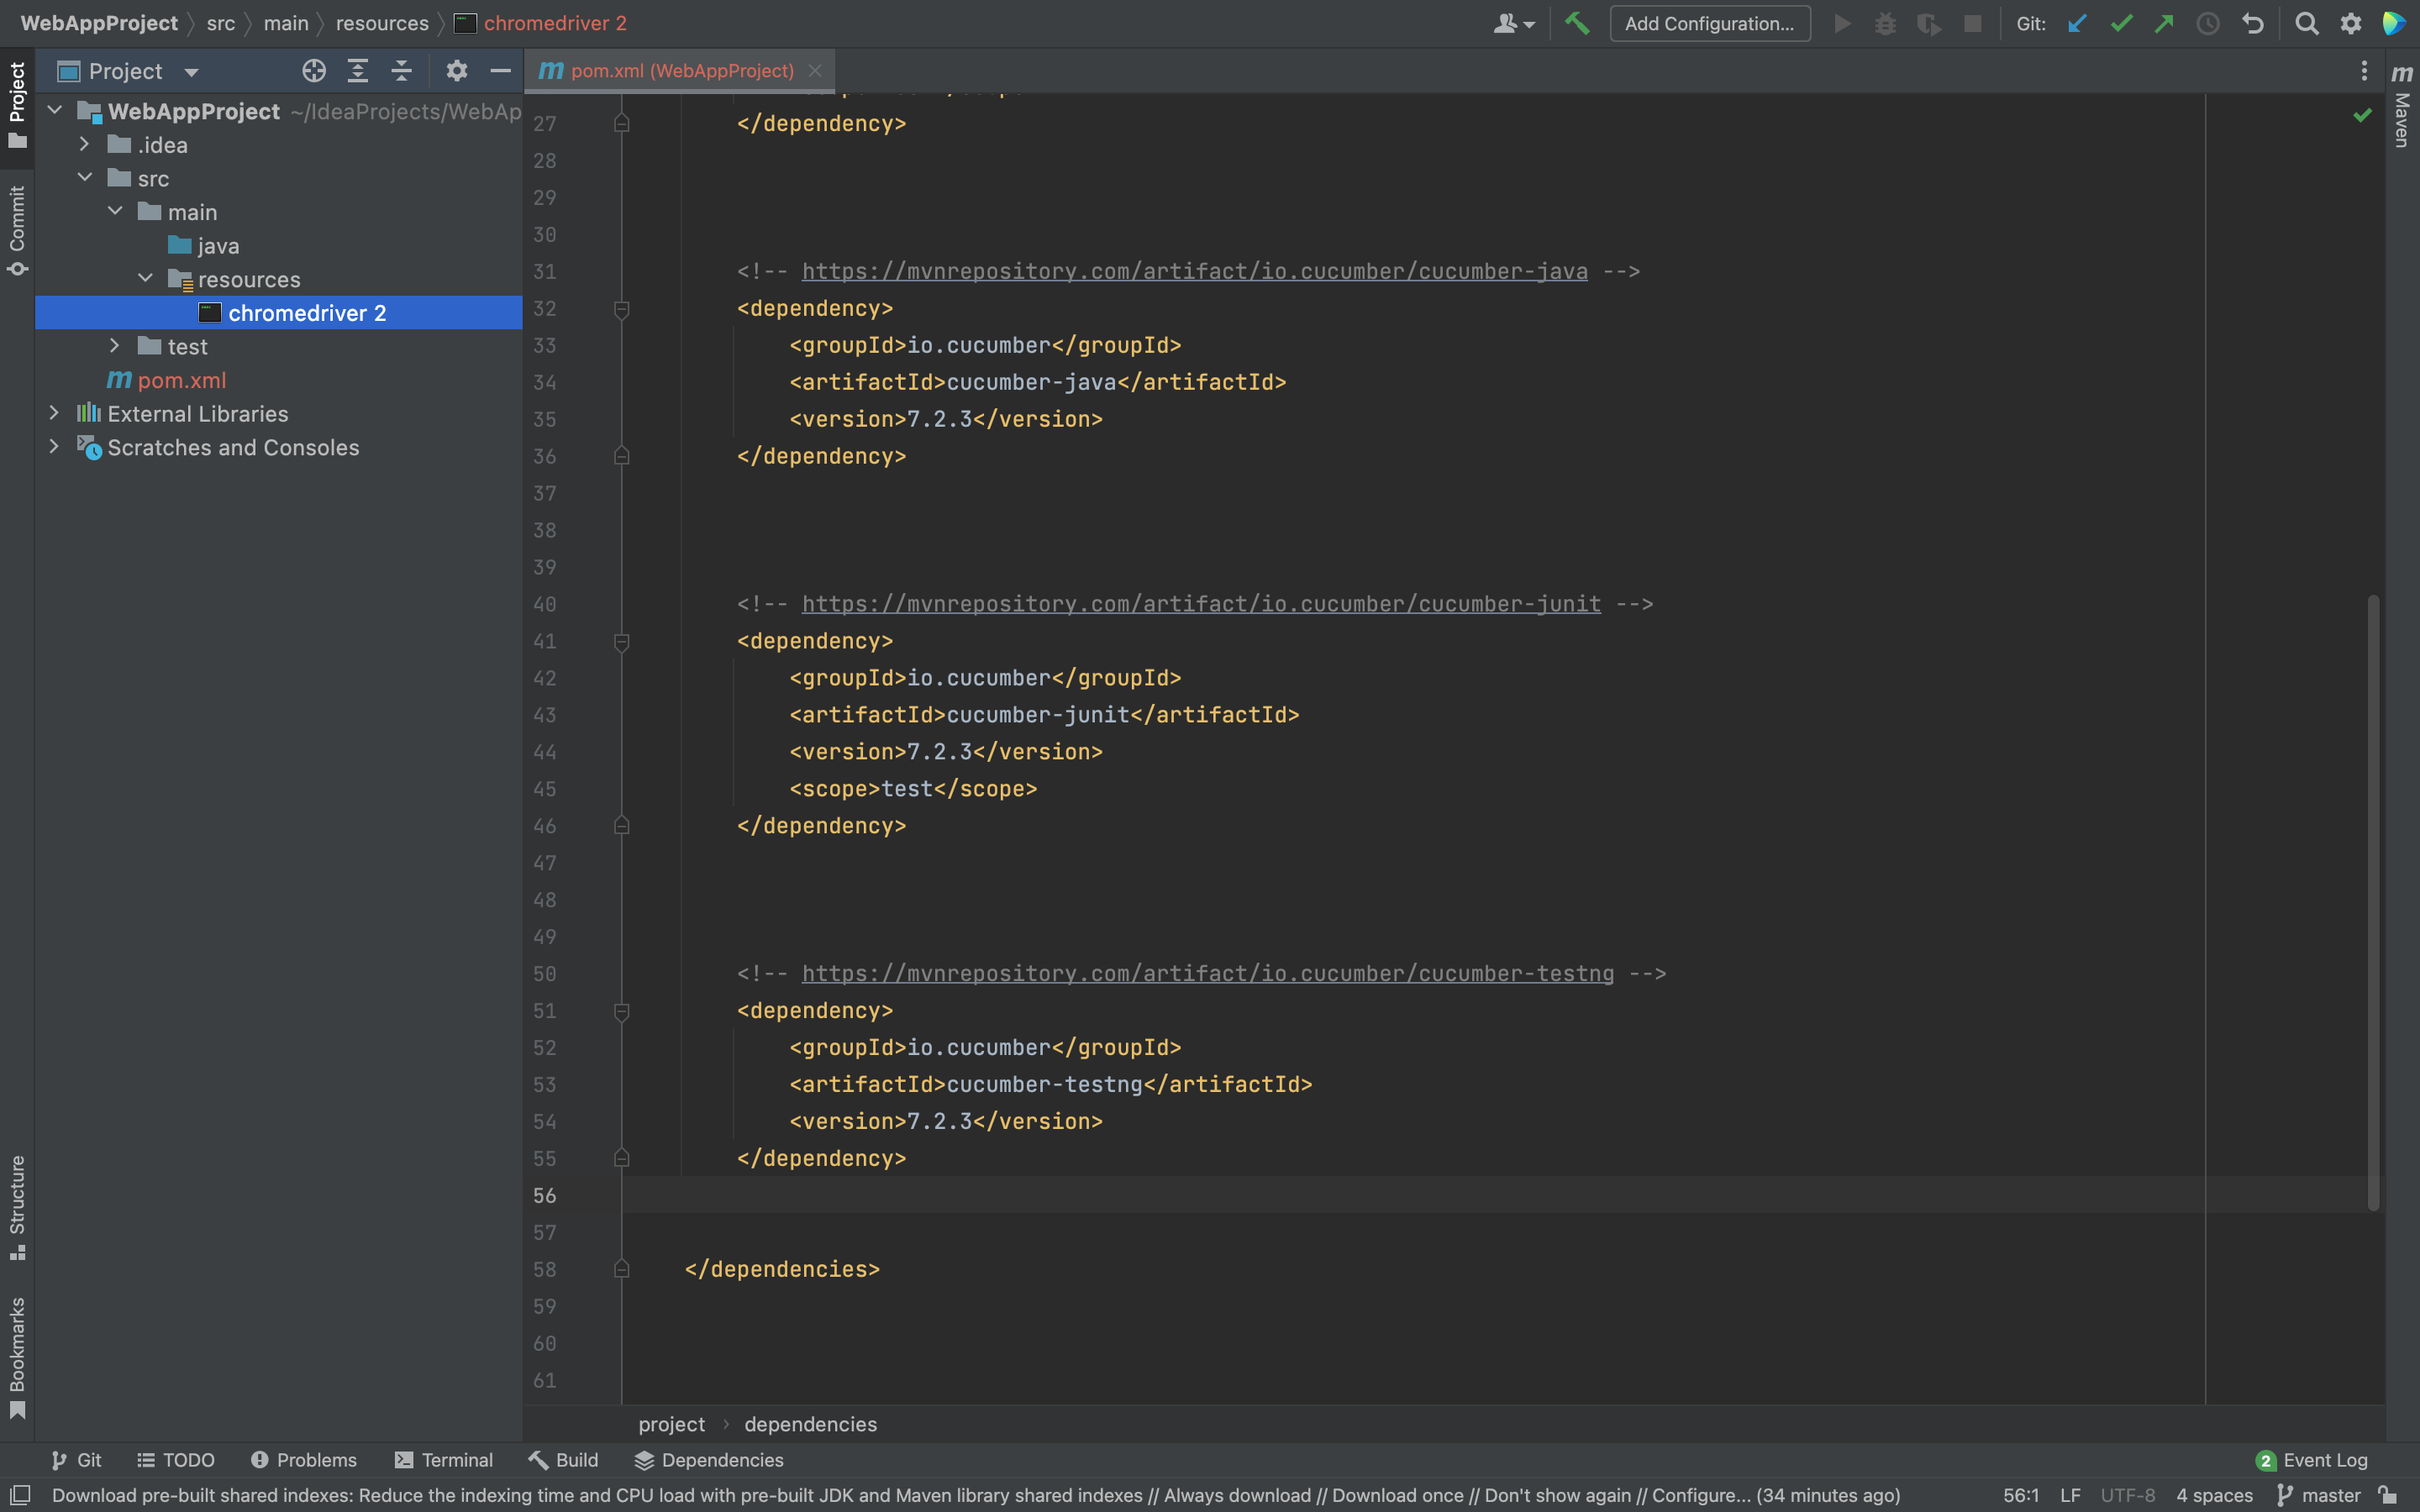 WebAppProject src main resources chromedriver 2
Add Configuration...
Git:
Project
pom.xml (WebAppProject)
Project
Commit
Structure
Bookmarks
Maven
WebAppProject ~/IdeaProjects/WebAp
.idea
src
main
java
resources
chromedriver 2
test
pom.xml
External Libraries
Scratches and Consoles
27 </dependency>
28
29
30
31 <!-- https://mvnrepository.com/artifact/io.cucumber/cucumber-java -->
32 <dependency>
33 <groupId>io.cucumber</groupId>
34 <artifactId>cucumber-java</artifactId>
35 <version>7.2.3</version>
36 </dependency>
37
38
39
40 <!-- https://mvnrepository.com/artifact/io.cucumber/cucumber-junit -->
41 <dependency>
42 <groupId>io.cucumber</groupId>
43 <artifactId>cucumber-junit</artifactId>
44 <version>7.2.3</version>
45 <scope>test</scope>
46 </dependency>
47
48
49
50 <!-- https://mvnrepository.com/artifact/io.cucumber/cucumber-testng -->
51 <dependency>
52 <groupId>io.cucumber</groupId>
53 <artifactId>cucumber-testng</artifactId>
54 <version>7.2.3</version>
55 </dependency>
56
57
58 </dependencies>
59
60
61
project › dependencies
Git TODO Problems Terminal Build Dependencies 2 Event Log
Download pre-built shared indexes: Reduce the indexing time and CPU load with pre-built JDK and Maven library shared indexes // Always download // Download once // Don't show again // Configure... (34 minutes ago) 56:1 LF UTF-8 4 spaces master